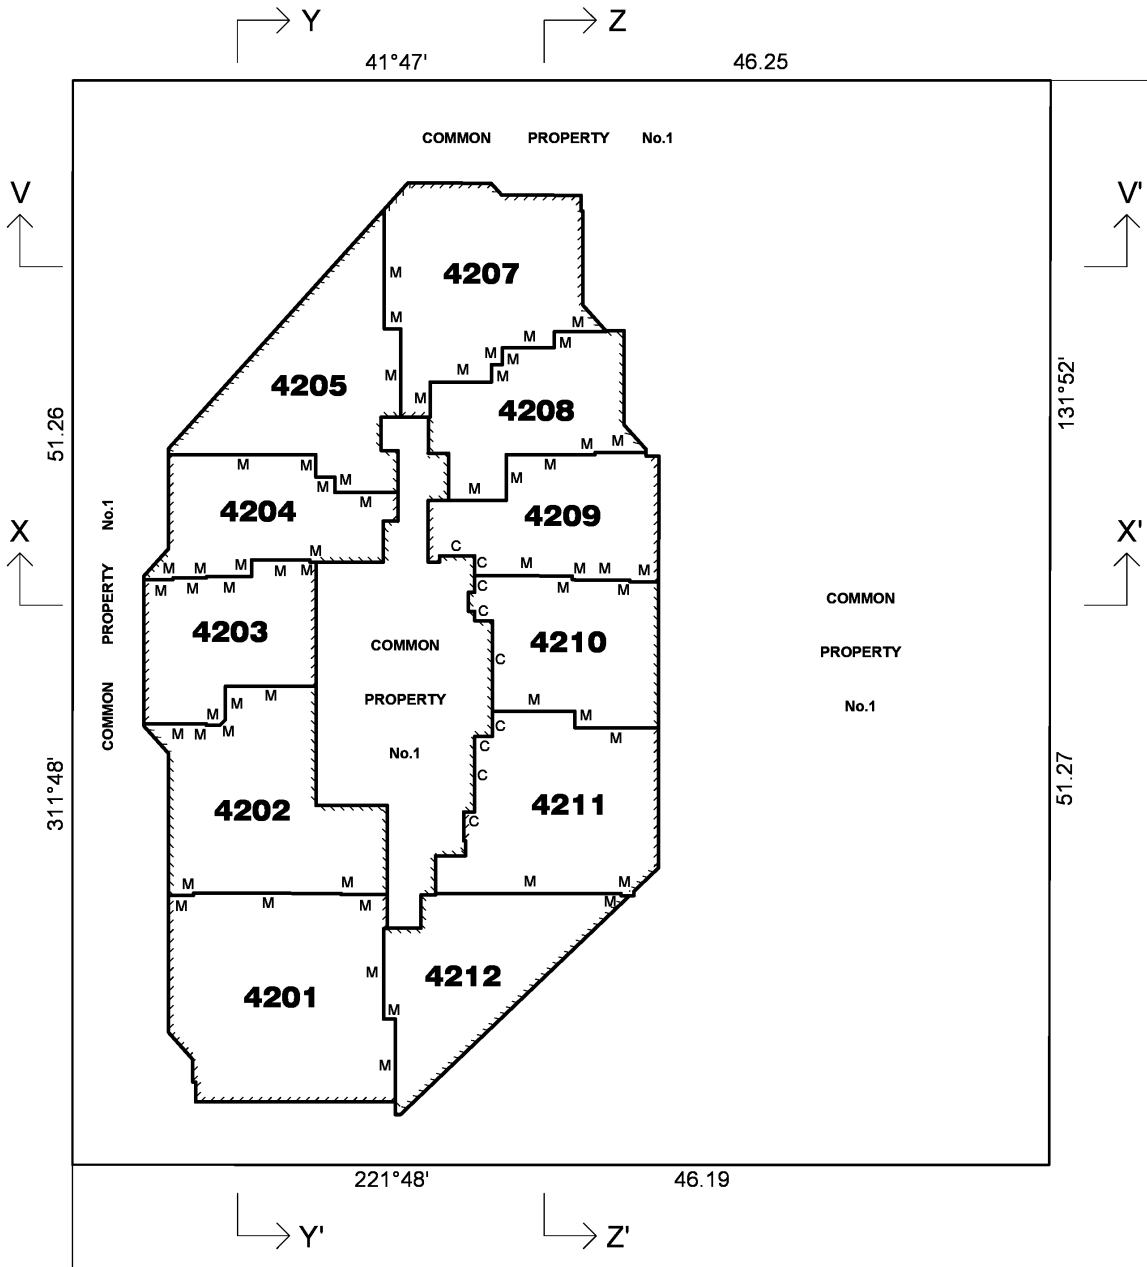 Y Z
41°47' 46.25
COMMON PROPERTY No.1
V V'
M
4207
M
M
M
M
M
M
M
M
4205
M
M
M
131°52'
4208
51.26
M
M
M
M
M
M
M
M
M
M
4204
4209
COMMON PROPERTY No.1
X X'
C
M
M M
M
M
C
M
M
M
M
M
M
M
M
M
M
M
C
COMMON
PROPERTY
No.1
4203
4210
COMMON
PROPERTY
No.1
C
M
M
M
M
M
M
M
M
M
C
M
C
C
311°48'
51.27
4202
4211
C
M
M
M
M
M
M
M
M
4212
M
4201
M
M
221°48' 46.19
Y' Z'